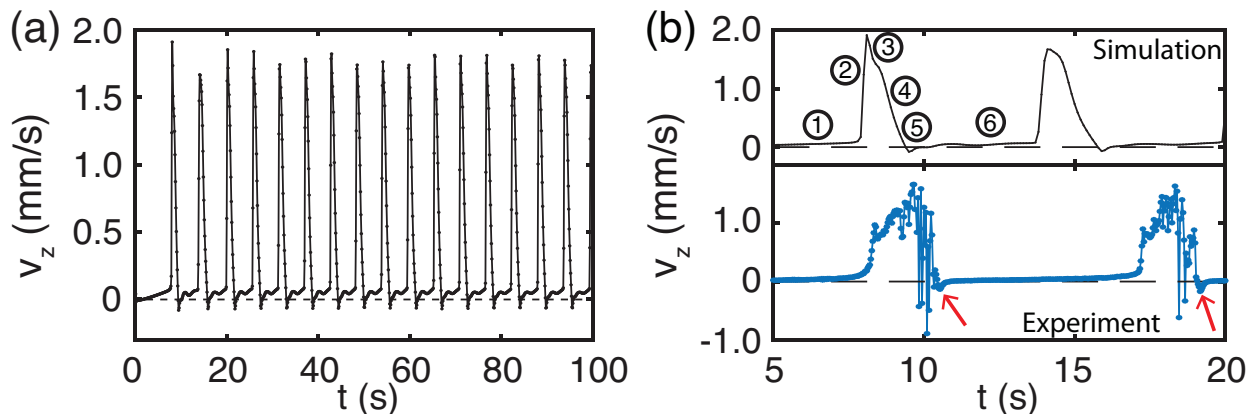 (a)
2.0
1.5
1.0
0.5
0
v_z (mm/s)
0 20 40 60 80 100
t (s)
(b)
2.0
1.0
0
Simulation
① ② ③ ④ ⑤ ⑥
1.0
0
-1.0
Experiment
v_z (mm/s)
5 10 15 20
t (s)